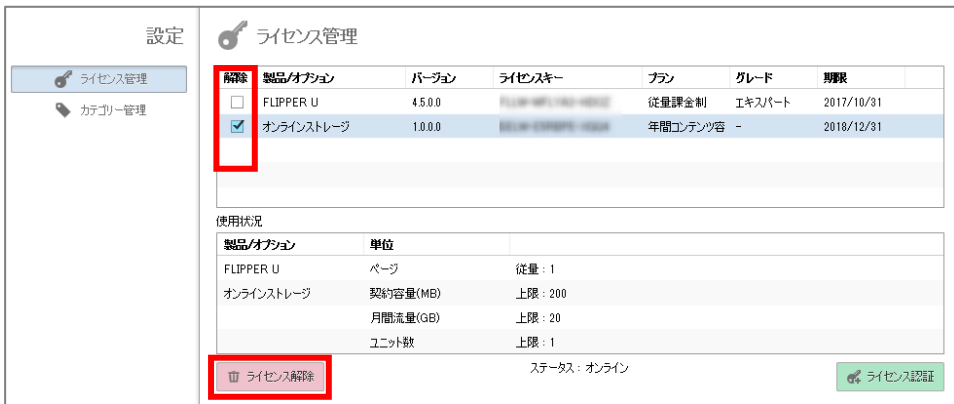 設定
ライセンス管理
カテゴリー管理
ライセンス管理
解除 製品/オプション バージョン ライセンスキー プラン グレード 期限
FLIPPER U 4.5.0.0 従量課金制 エキスパート 2017/10/31
オンラインストレージ 1.0.0.0 年間コンテンツ容 - 2018/12/31
使用状況
製品/オプション 単位
FLIPPER U ページ 従量：1
オンラインストレージ 契約容量(MB) 上限：200
月間流量(GB) 上限：20
ユニット数 上限：1
ライセンス解除 ステータス：オンライン ライセンス認証